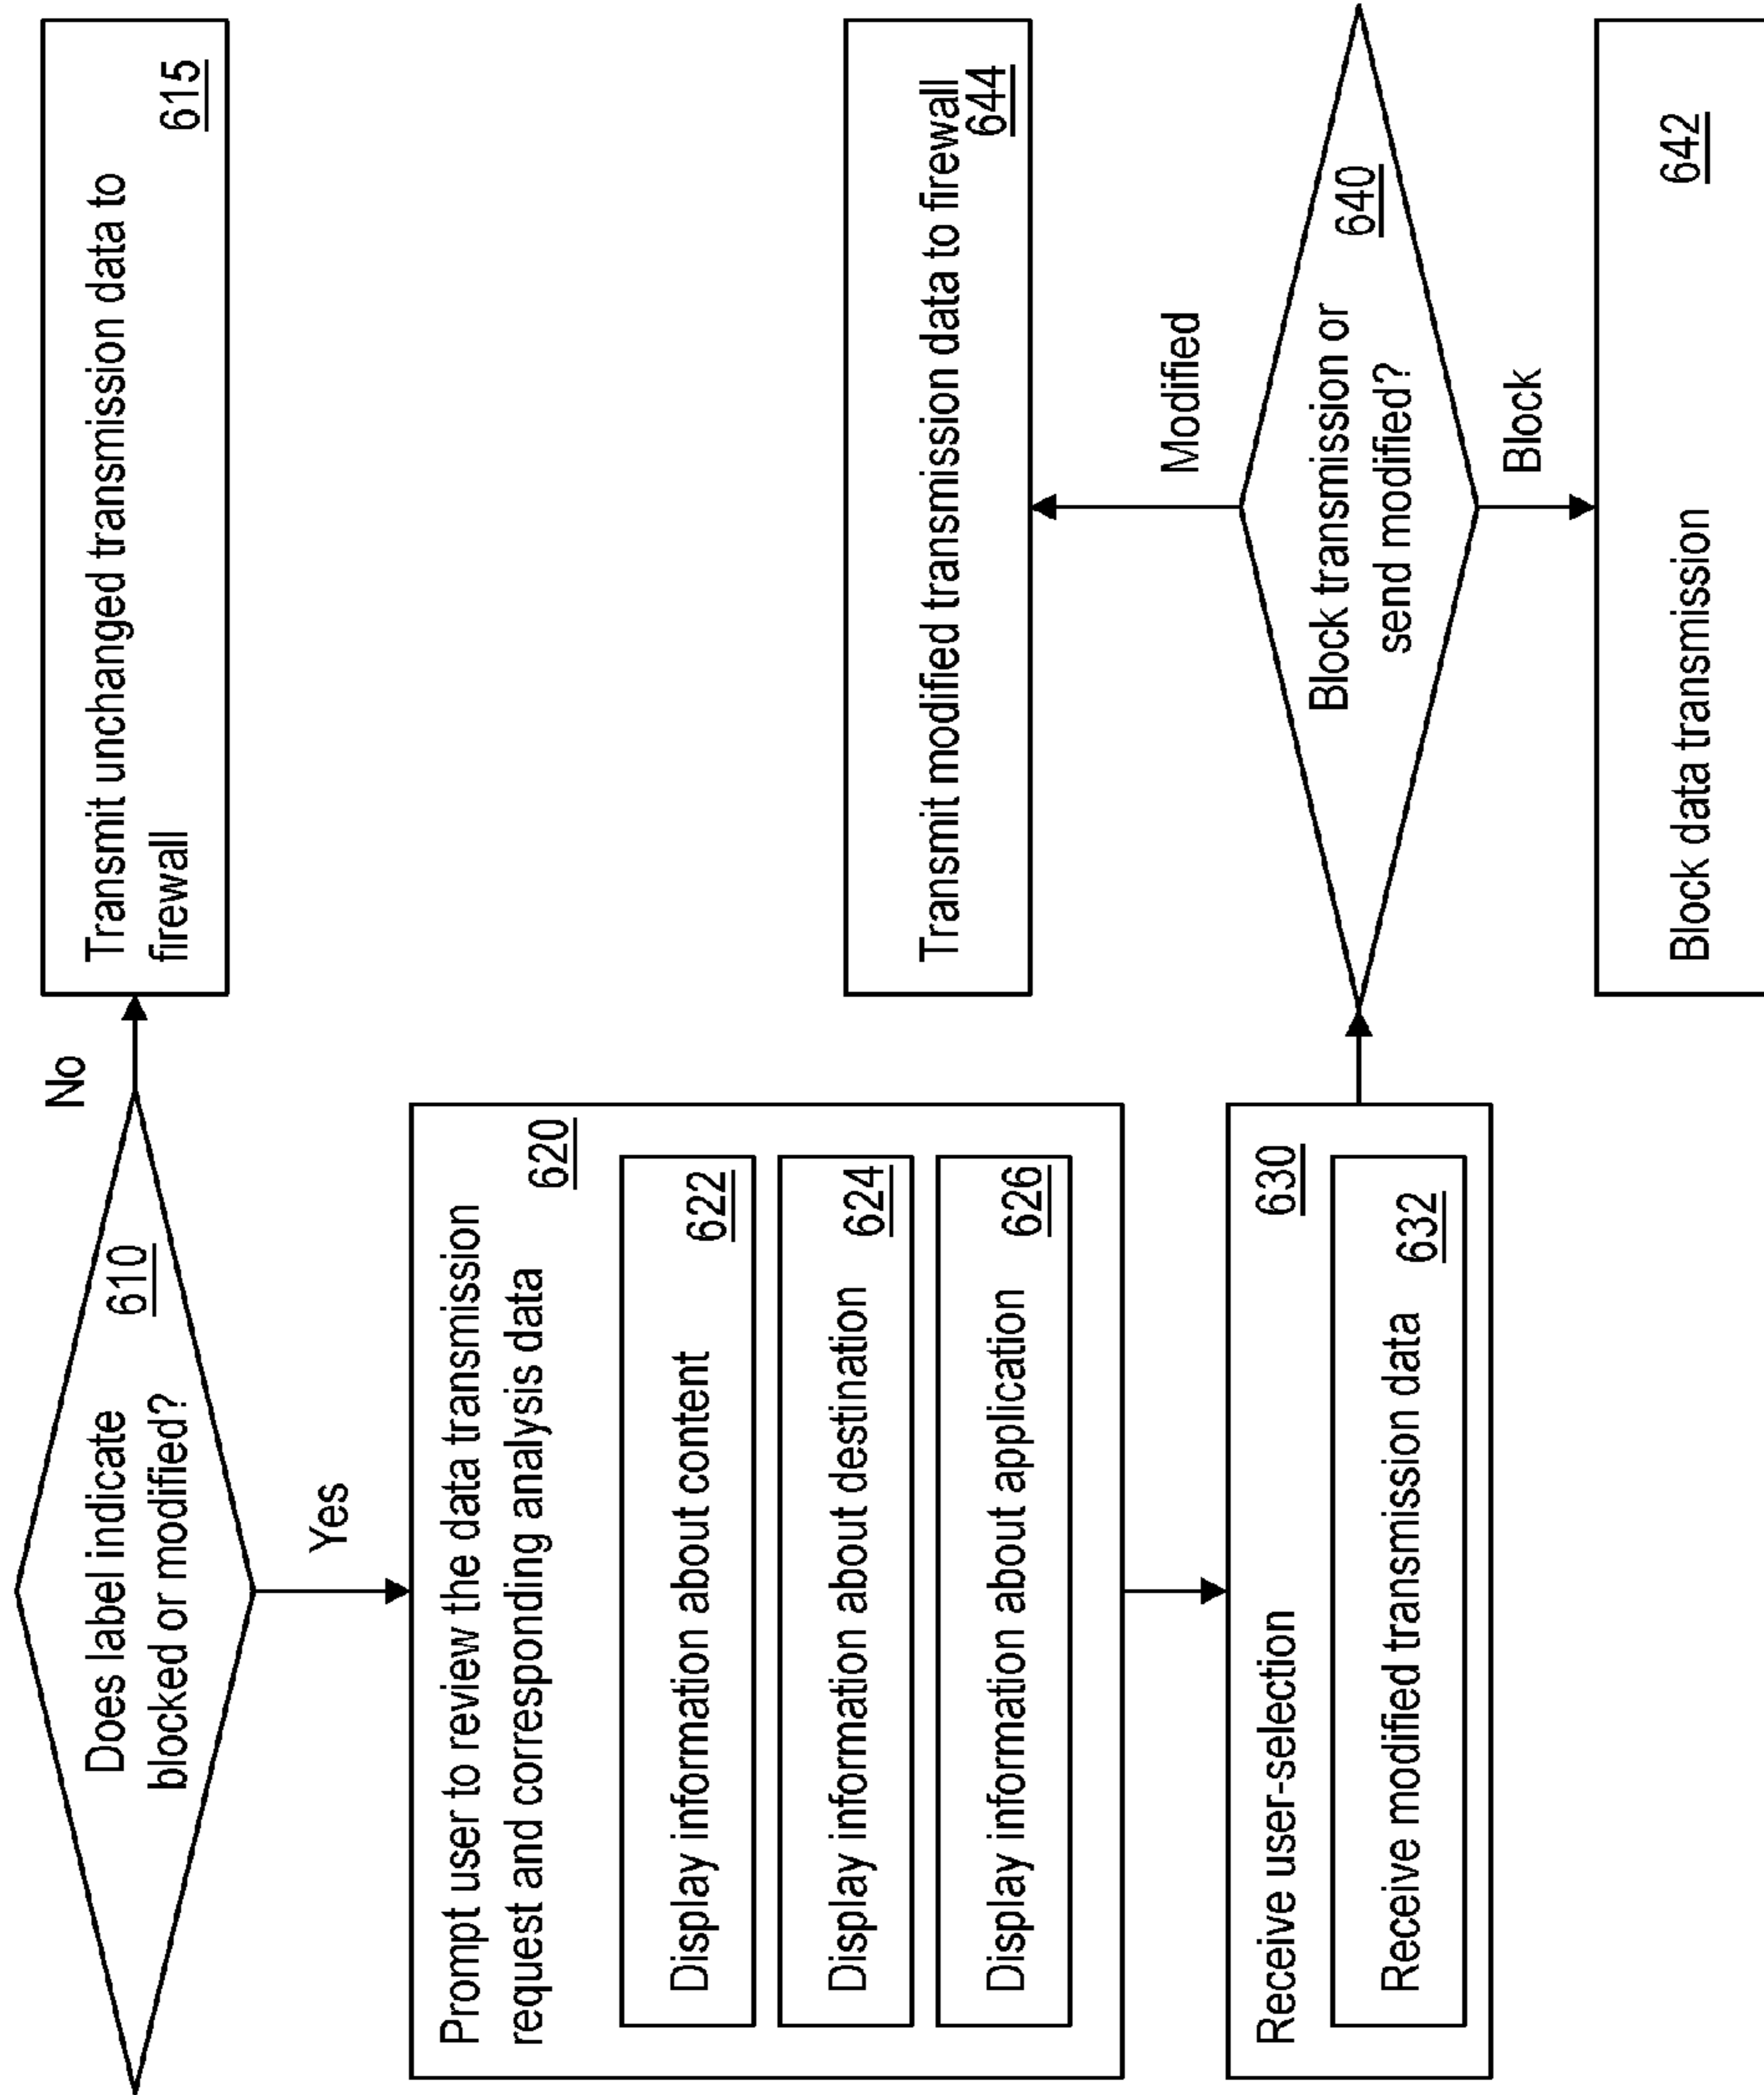 Does label indicate
blocked or modified?
610
No
Transmit unchanged transmission data to
firewall
615
Yes
Prompt user to review the data transmission
request and corresponding analysis data
620
Display information about content
622
Display information about destination
624
Display information about application
626
Receive user-selection
630
Receive modified transmission data
632
Transmit modified transmission data to firewall
644
Modified
Block transmission or
send modified?
640
Block
Block data transmission
642